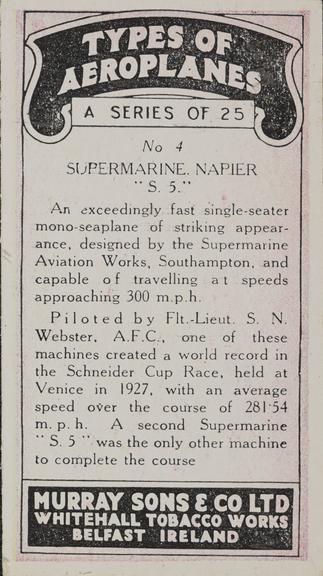 TYPES OF
AEROPLANES
A SERIES OF 25
No 4
SUPERMARINE. NAPIER
"S. 5."
An exceedingly fast single-seater
mono-seaplane of striking appear-
ance, designed by the Supermarine
Aviation Works, Southampton, and
capable of travelling at speeds
approaching 300 m.p.h.
Piloted by Flt.-Lieut. S. N.
Webster, A.F.C., one of these
machines created a world record in
the Schneider Cup Race, held at
Venice in 1927, with an average
speed over the course of 281·54
m.p.h. A second Supermarine
"S. 5" was the only other machine
to complete the course
MURRAY SONS & CO LTD
WHITEHALL TOBACCO WORKS
BELFAST IRELAND